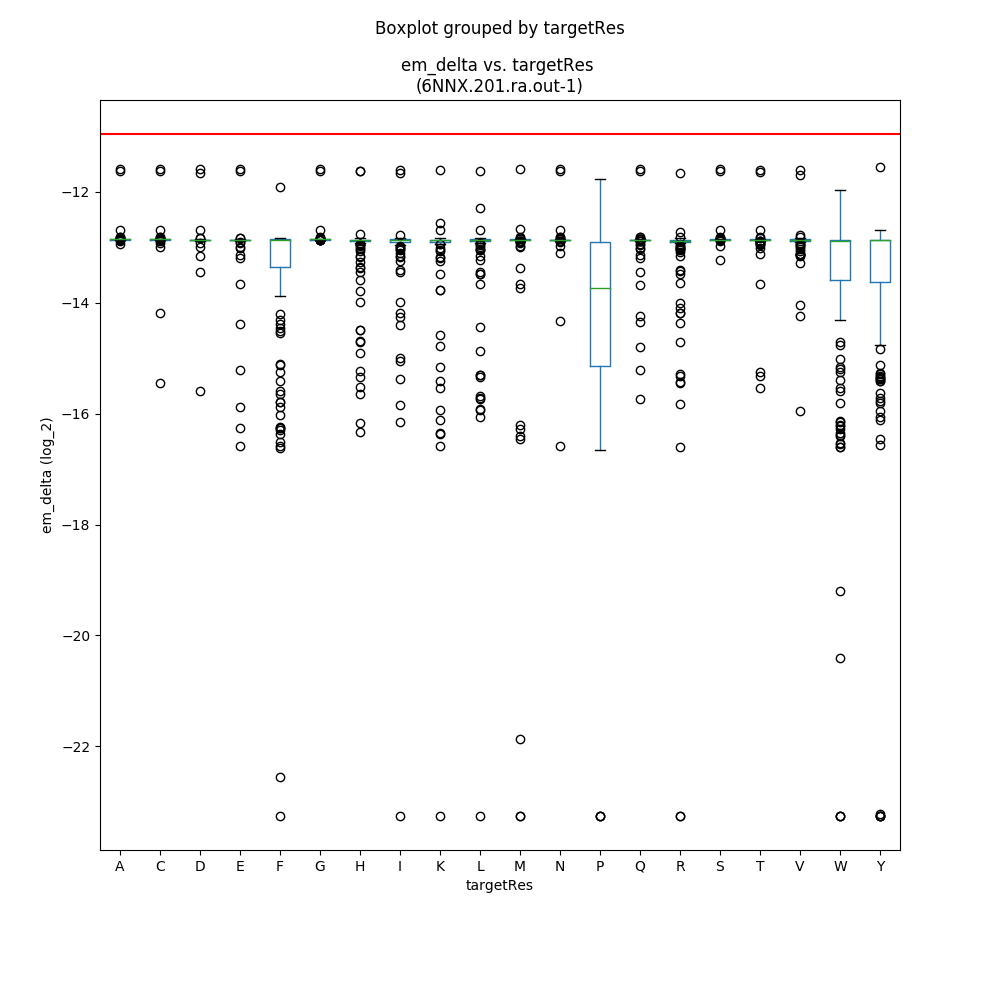 Boxplot grouped by targetRes
em_delta vs. targetRes
(6NNX.201.ra.out-1)
em_delta (log_2)
−12
−14
−16
−18
−20
−22
A C D E F G H I K L M N P Q R S T V W Y
targetRes